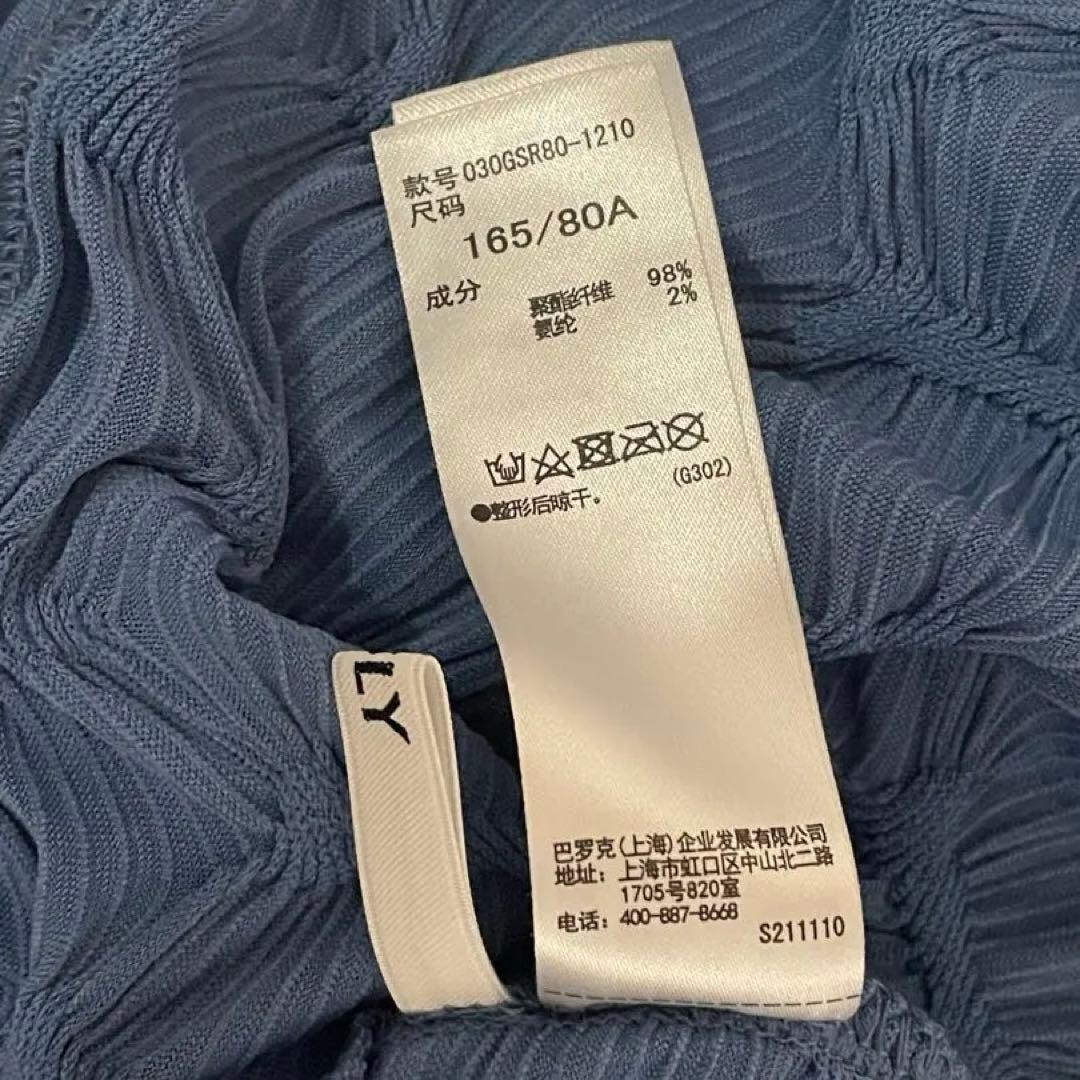 款号 030GSR80-1210
尺码
165/80A
成分 聚酯纤维 98%
氨纶 2%
(G302)
●整形后晾干。
LY
巴罗克(上海)企业发展有限公司
地址: 上海市虹口区中山北二路
1705号820室
电话: 400-887-8668
S211110